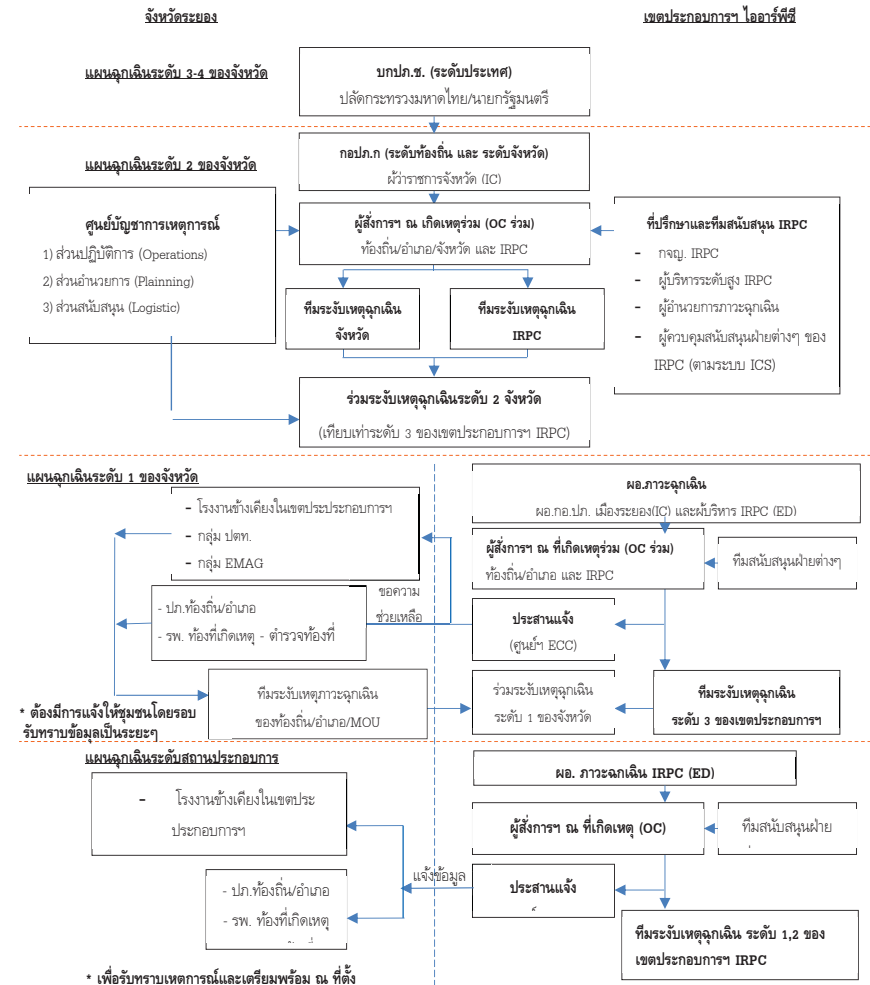 จังหวัดระยอง
เขตประกอบการฯ ไออาร์พีซี
แผนฉุกเฉินระดับ 3-4 ของจังหวัด
บกปภ.ช. (ระดับประเทศ)
ปลัดกระทรวงมหาดไทย/นายกรัฐมนตรี
แผนฉุกเฉินระดับ 2 ของจังหวัด
กอปภ.ก (ระดับท้องถิ่น และ ระดับจังหวัด)
ผู้ว่าราชการจังหวัด (IC)
ศูนย์บัญชาการเหตุการณ์
1) ส่วนปฏิบัติการ (Operations)
2) ส่วนอำนวยการ (Plainning)
3) ส่วนสนับสนุน (Logistic)
ผู้สั่งการฯ ณ เกิดเหตุร่วม (OC ร่วม)
ท้องถิ่น/อำเภอ/จังหวัด และ IRPC
ที่ปรึกษาและทีมสนับสนุน IRPC
- กจญ. IRPC
- ผู้บริหารระดับสูง IRPC
- ผู้อำนวยการภาวะฉุกเฉิน
- ผู้ควบคุมสนับสนุนฝ่ายต่างๆ ของ
IRPC (ตามระบบ ICS)
ทีมระงับเหตุฉุกเฉิน
จังหวัด
ทีมระงับเหตุฉุกเฉิน
IRPC
ร่วมระงับเหตุฉุกเฉินระดับ 2 จังหวัด
(เทียบเท่าระดับ 3 ของเขตประกอบการฯ IRPC)
แผนฉุกเฉินระดับ 1 ของจังหวัด
- โรงงานข้างเคียงในเขตประประกอบการฯ
- กลุ่ม ปตท.
- กลุ่ม EMAG
ผอ.ภาวะฉุกเฉิน
ผอ.กอ.ปภ. เมืองระยอง(IC) และผู้บริหาร IRPC (ED)
ผู้สั่งการฯ ณ ที่เกิดเหตุร่วม (OC ร่วม)
ท้องถิ่น/อำเภอ และ IRPC
ทีมสนับสนุนฝ่ายต่างๆ
ขอความ
ช่วยเหลือ
- ปภ.ท้องถิ่น/อำเภอ
- รพ. ท้องที่เกิดเหตุ - ตำรวจท้องที่
ประสานแจ้ง
(ศูนย์ฯ ECC)
ทีมระงับเหตุภาวะฉุกเฉิน
ของท้องถิ่น/อำเภอ/MOU
ร่วมระงับเหตุฉุกเฉิน
ระดับ 1 ของจังหวัด
ทีมระงับเหตุฉุกเฉิน
ระดับ 3 ของเขตประกอบการฯ
* ต้องมีการแจ้งให้ชุมชนโดยรอบ
รับทราบข้อมูลเป็นระยะๆ
แผนฉุกเฉินระดับสถานประกอบการ
- โรงงานข้างเคียงในเขตประ
ประกอบการฯ
ผอ. ภาวะฉุกเฉิน IRPC (ED)
ผู้สั่งการฯ ณ ที่เกิดเหตุ (OC)
ทีมสนับสนุนฝ่าย
แจ้งข้อมูล
ประสานแจ้ง
- ปภ.ท้องถิ่น/อำเภอ
- รพ. ท้องที่เกิดเหตุ
ทีมระงับเหตุฉุกเฉิน ระดับ 1,2 ของ
เขตประกอบการฯ IRPC
* เพื่อรับทราบเหตุการณ์และเตรียมพร้อม ณ ที่ตั้ง